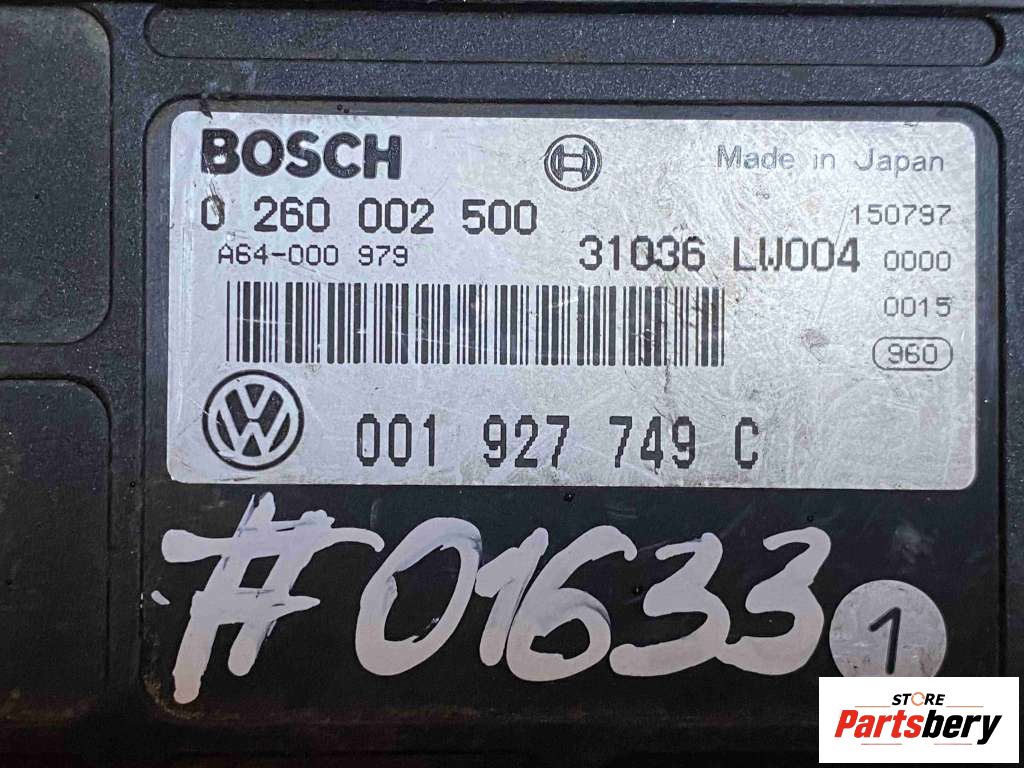 BOSCH
Made in Japan
0 260 002 500
150797
A64-000 979
31036 LW004
0000
0015
960
VW
001 927 749 C
#01633
1
STORE
Partsbery